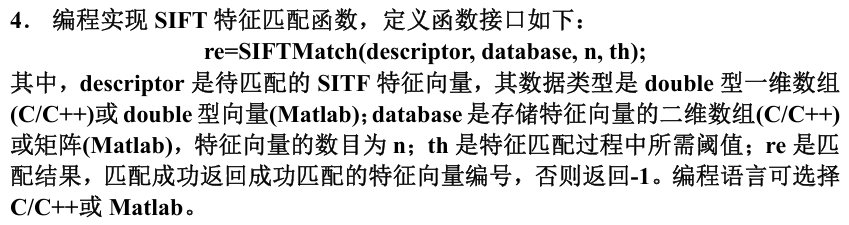 4. 编程实现 SIFT 特征匹配函数，定义函数接口如下：
re=SIFTMatch(descriptor, database, n, th);
其中，descriptor 是待匹配的 SITF 特征向量，其数据类型是 double 型一维数组
(C/C++)或 double 型向量(Matlab)；database 是存储特征向量的二维数组(C/C++)
或矩阵(Matlab)，特征向量的数目为 n；th 是特征匹配过程中所需阈值；re 是匹
配结果，匹配成功返回成功匹配的特征向量编号，否则返回-1。编程语言可选择
C/C++或 Matlab。